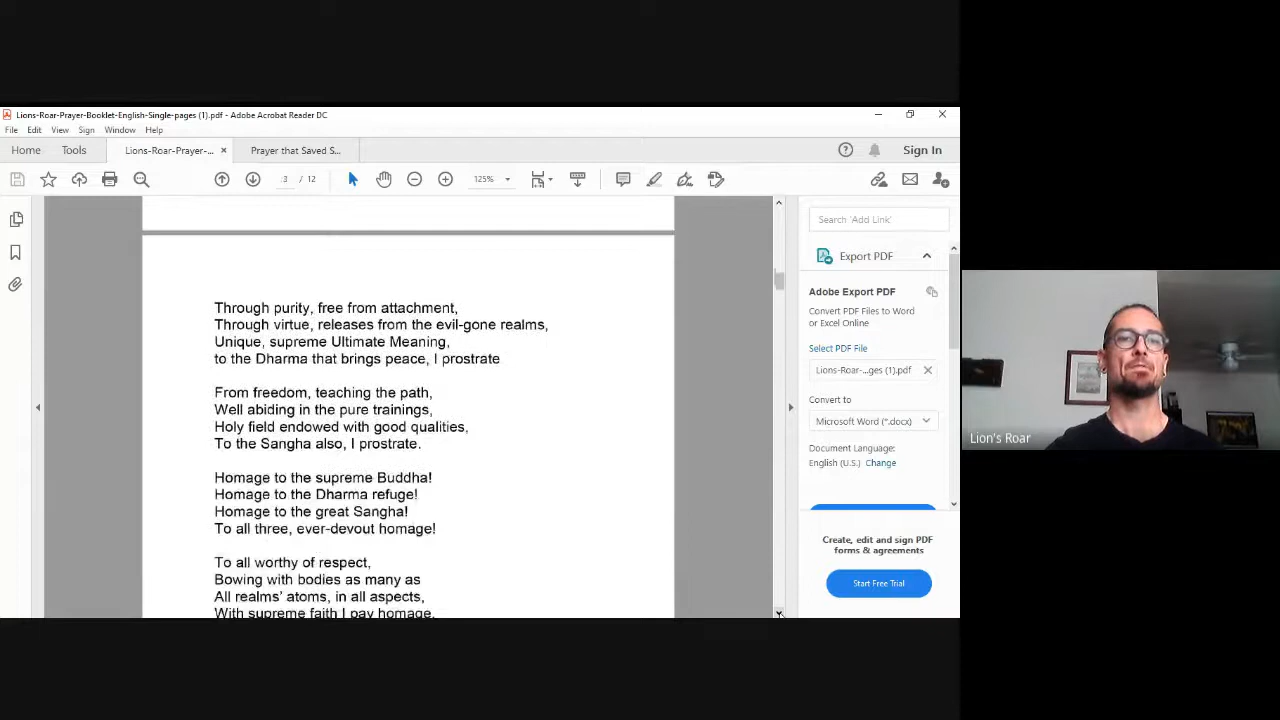 Lions-Roar-Prayer-Booklet-English-Single-pages (1).pdf - Adobe Acrobat Reader DC
File Edit View Sign Window Help
Home Tools Lions-Roar-Prayer-... × Prayer that Saved S... Sign In
3 / 12 125%
Through purity, free from attachment,
Through virtue, releases from the evil-gone realms,
Unique, supreme Ultimate Meaning,
to the Dharma that brings peace, I prostrate
From freedom, teaching the path,
Well abiding in the pure trainings,
Holy field endowed with good qualities,
To the Sangha also, I prostrate.
Homage to the supreme Buddha!
Homage to the Dharma refuge!
Homage to the great Sangha!
To all three, ever-devout homage!
To all worthy of respect,
Bowing with bodies as many as
All realms' atoms, in all aspects,
With supreme faith I pay homage.
Search 'Add Link'
Export PDF
Adobe Export PDF
Convert PDF Files to Word
or Excel Online
Select PDF File
Lions-Roar-...ges (1).pdf
Convert to
Microsoft Word (*.docx)
Document Language:
English (U.S.) Change
Create, edit and sign PDF
forms & agreements
Start Free Trial
Lion's Roar